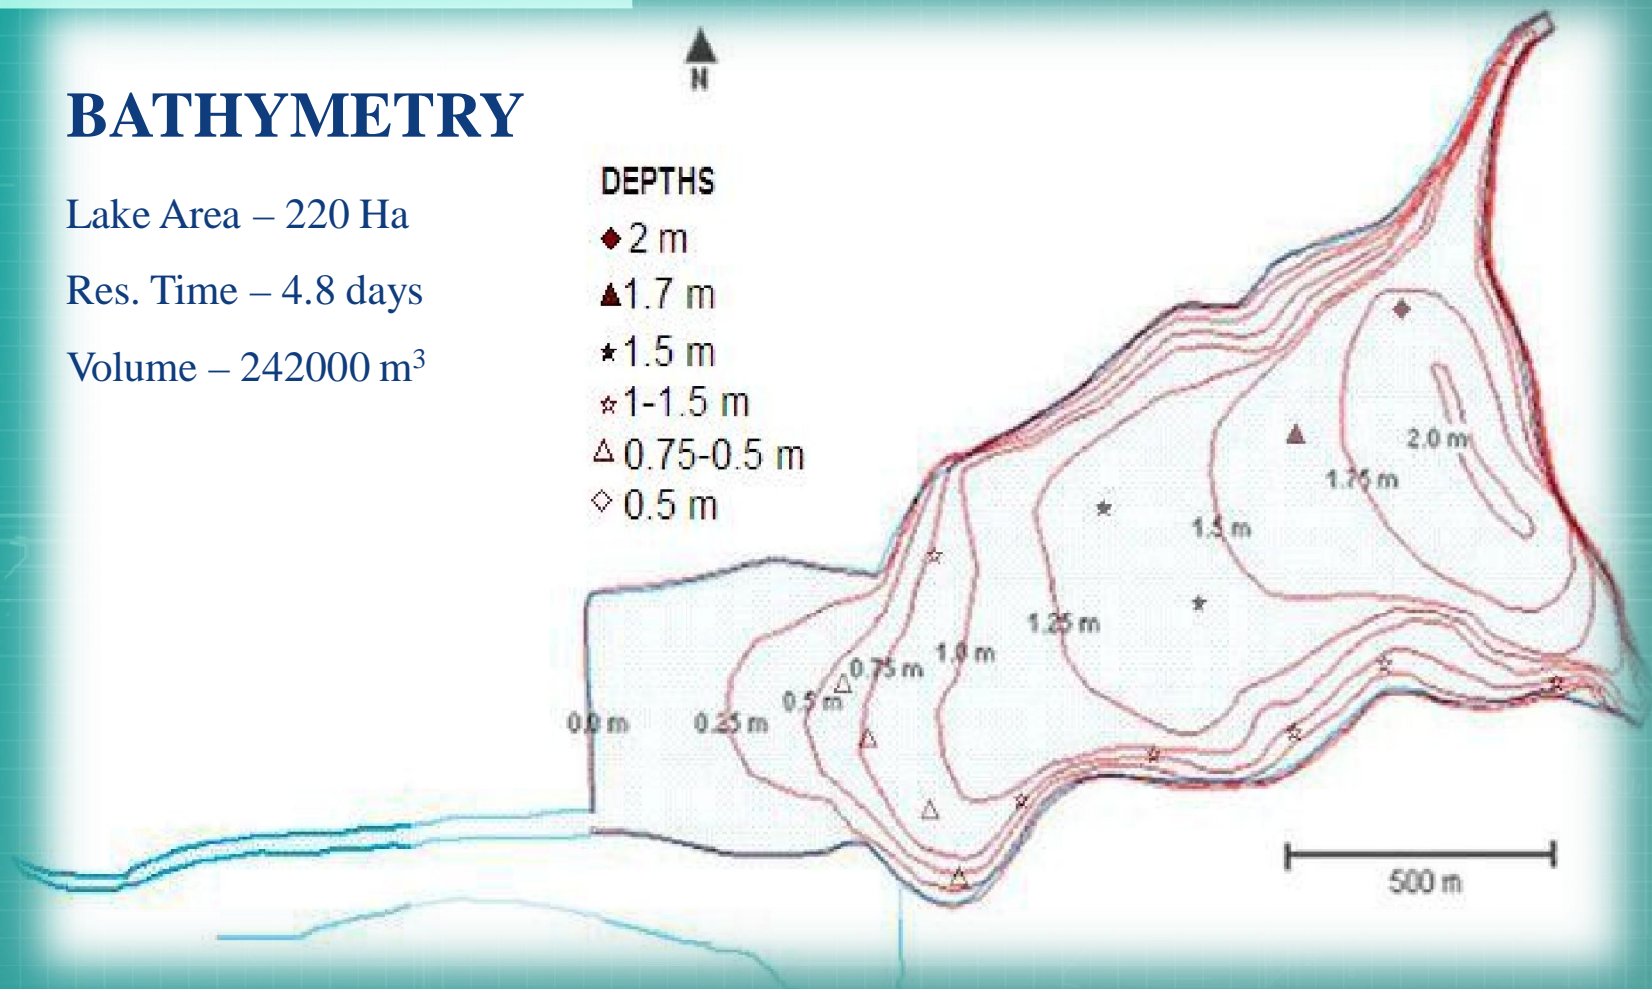 N
BATHYMETRY
Lake Area – 220 Ha
Res. Time – 4.8 days
Volume – 242000 m³
DEPTHS
2 m
1.7 m
1.5 m
1-1.5 m
0.75-0.5 m
0.5 m
2.0 m
1.75 m
1.5 m
1.25 m
1.0 m
0.75 m
0.5 m
0.25 m
0.0 m
500 m